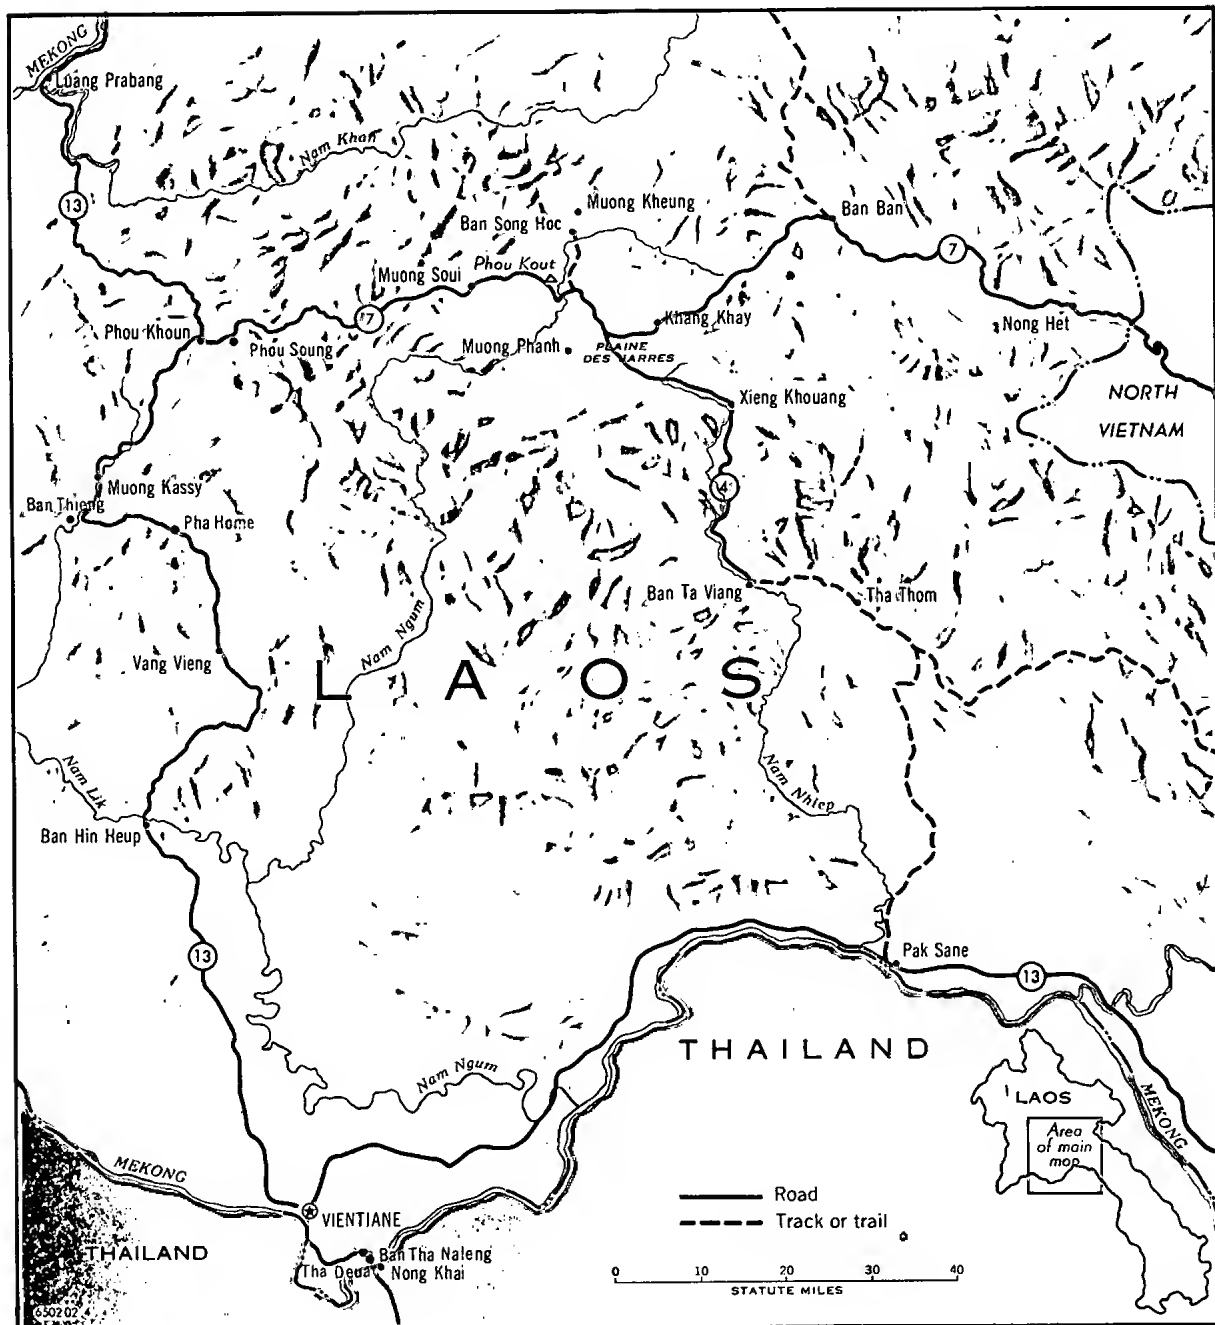 MEKONG
Luang Prabang
Nam Khan
13
Muong Kheung
Ban Song Hoc
Ban Ban
7
Muong Soui
Phou Kout
7
Khang Khay
Nong Het
Phou Khoun
Phou Soung
Muong Phanh
PLAINE
DES JARRES
Xieng Khouang
NORTH
VIETNAM
Muong Kassy
Ban Thieng
Pha Home
4
Ban Ta Viang
Tha Thom
Nam Ngum
Vang Vieng
LAOS
Nam Lik
Nam Nhiep
Ban Hin Heup
13
Pak Sane
13
THAILAND
Nam Ngum
LAOS
Area
of main
map
MEKONG
MEKONG
Road
Track or trail
VIENTIANE
THAILAND
Ban Tha Naleng
Tha Deua
Nong Khai
0 10 20 30 40
STATUTE MILES
650202